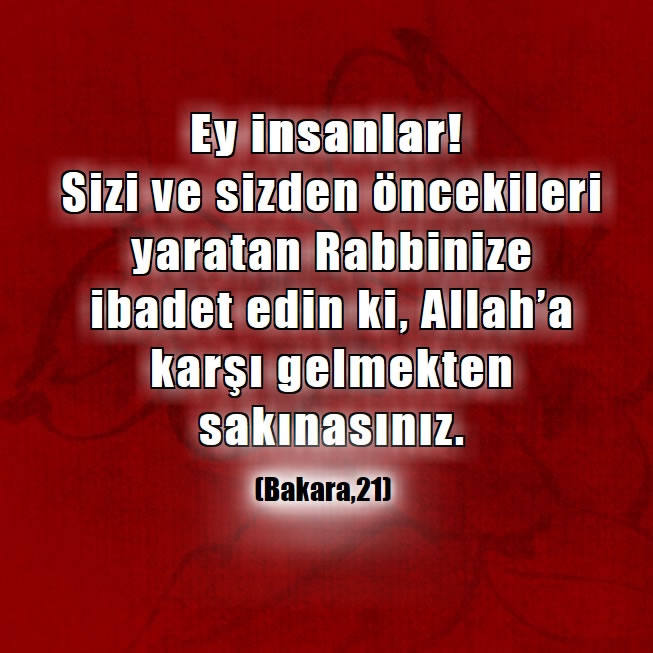 Ey insanlar!
Sizi ve sizden öncekileri
yaratan Rabbinize
ibadet edin ki, Allah’a
karşı gelmekten
sakınasınız.
(Bakara,21)